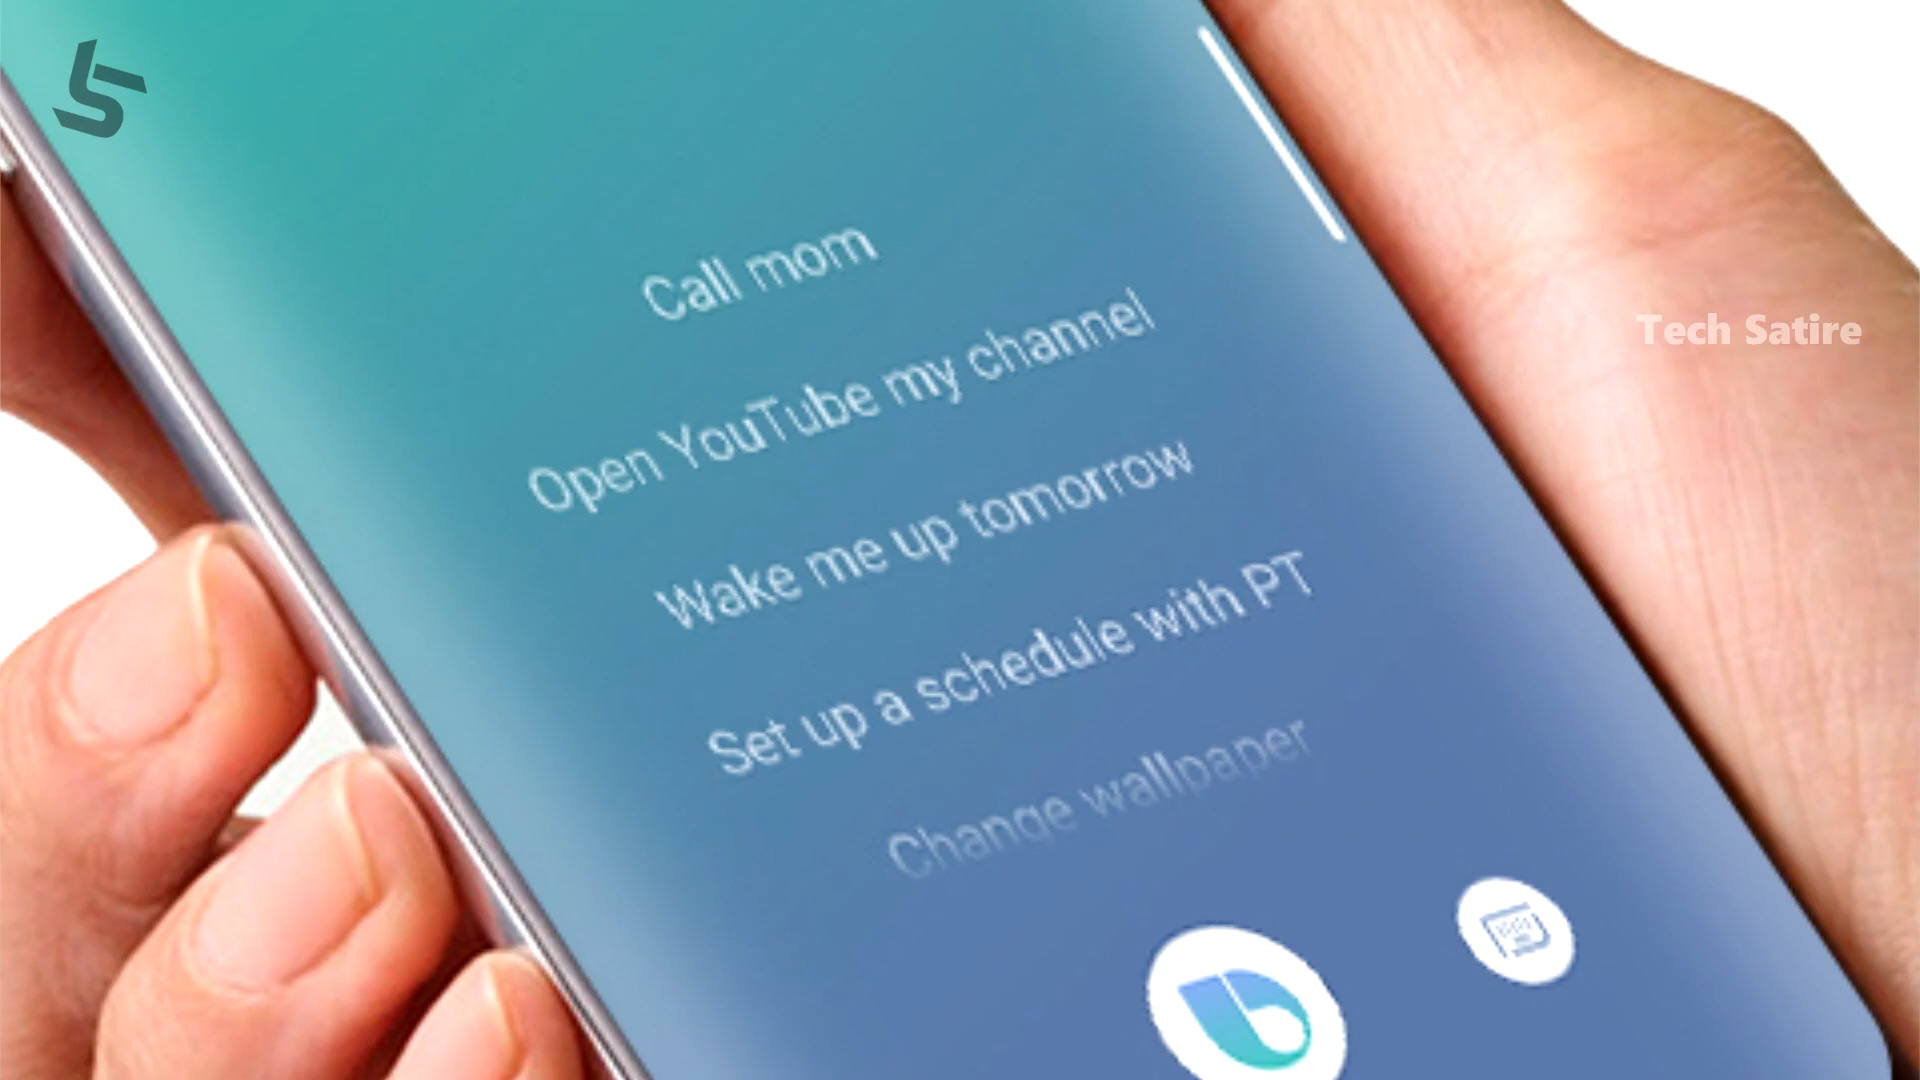 Call mom
Open YouTube my channel
Wake me up tomorrow
Set up a schedule with PT
Change wallpaper
Tech Satire